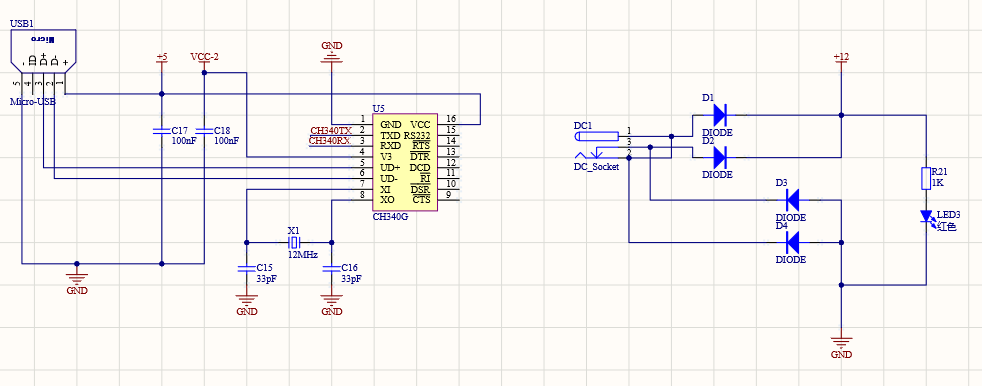 USB1
Micro
- ID D+ D- +
5 4 3 2 1
Micro-USB
+5
VCC-2
GND
C17
100nF
C18
100nF
CH340TX
CH340RX
U5
1 GND VCC 16
2 TXD RS232 15
3 RXD RTS 14
4 V3 DTR 13
5 UD+ DCD 12
6 UD- RI 11
7 XI DSR 10
8 XO CTS 9
CH340G
X1
12MHz
C15
33pF
C16
33pF
GND
GND
GND
DC1
1
3
2
DC_Socket
D1
DIODE
D2
DIODE
D3
DIODE
D4
DIODE
+12
R21
1K
LED3
红色
GND